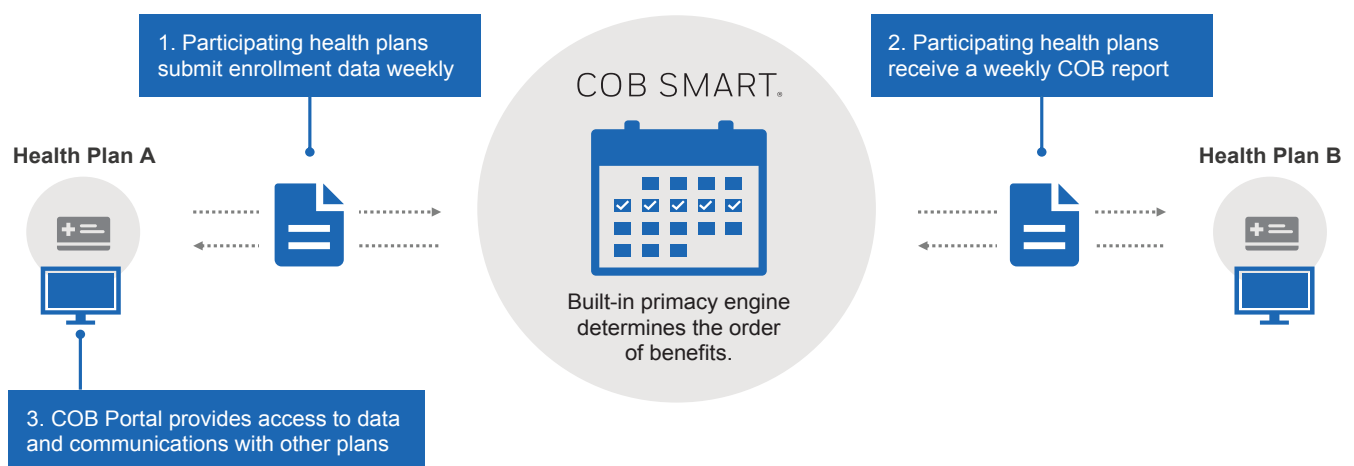 1. Participating health plans
submit enrollment data weekly
COB SMART®
2. Participating health plans
receive a weekly COB report
Health Plan A
Health Plan B
Built-in primacy engine
determines the order
of benefits.
3. COB Portal provides access to data
and communications with other plans